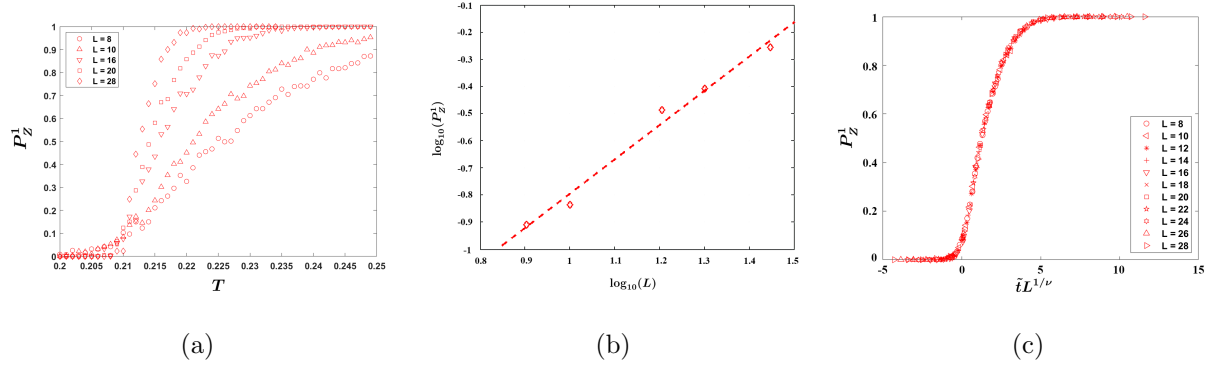 1
0.9
0.8
0.7
0.6
0.5
0.4
0.3
0.2
0.1
0
P_Z^1
L = 8
L = 10
L = 16
L = 20
L = 28
0.2 0.205 0.21 0.215 0.22 0.225 0.23 0.235 0.24 0.245 0.25
T
(a)
-0.1
-0.2
-0.3
-0.4
-0.5
-0.6
-0.7
-0.8
-0.9
-1
log₁₀(P_Z^1)
0.8 0.9 1 1.1 1.2 1.3 1.4 1.5
log₁₀(L)
(b)
1
0.8
0.6
0.4
0.2
0
P_Z^1
L = 8
L = 10
L = 12
L = 14
L = 16
L = 18
L = 20
L = 22
L = 24
L = 26
L = 28
-5 0 5 10 15
t̃L^{1/ν}
(c)